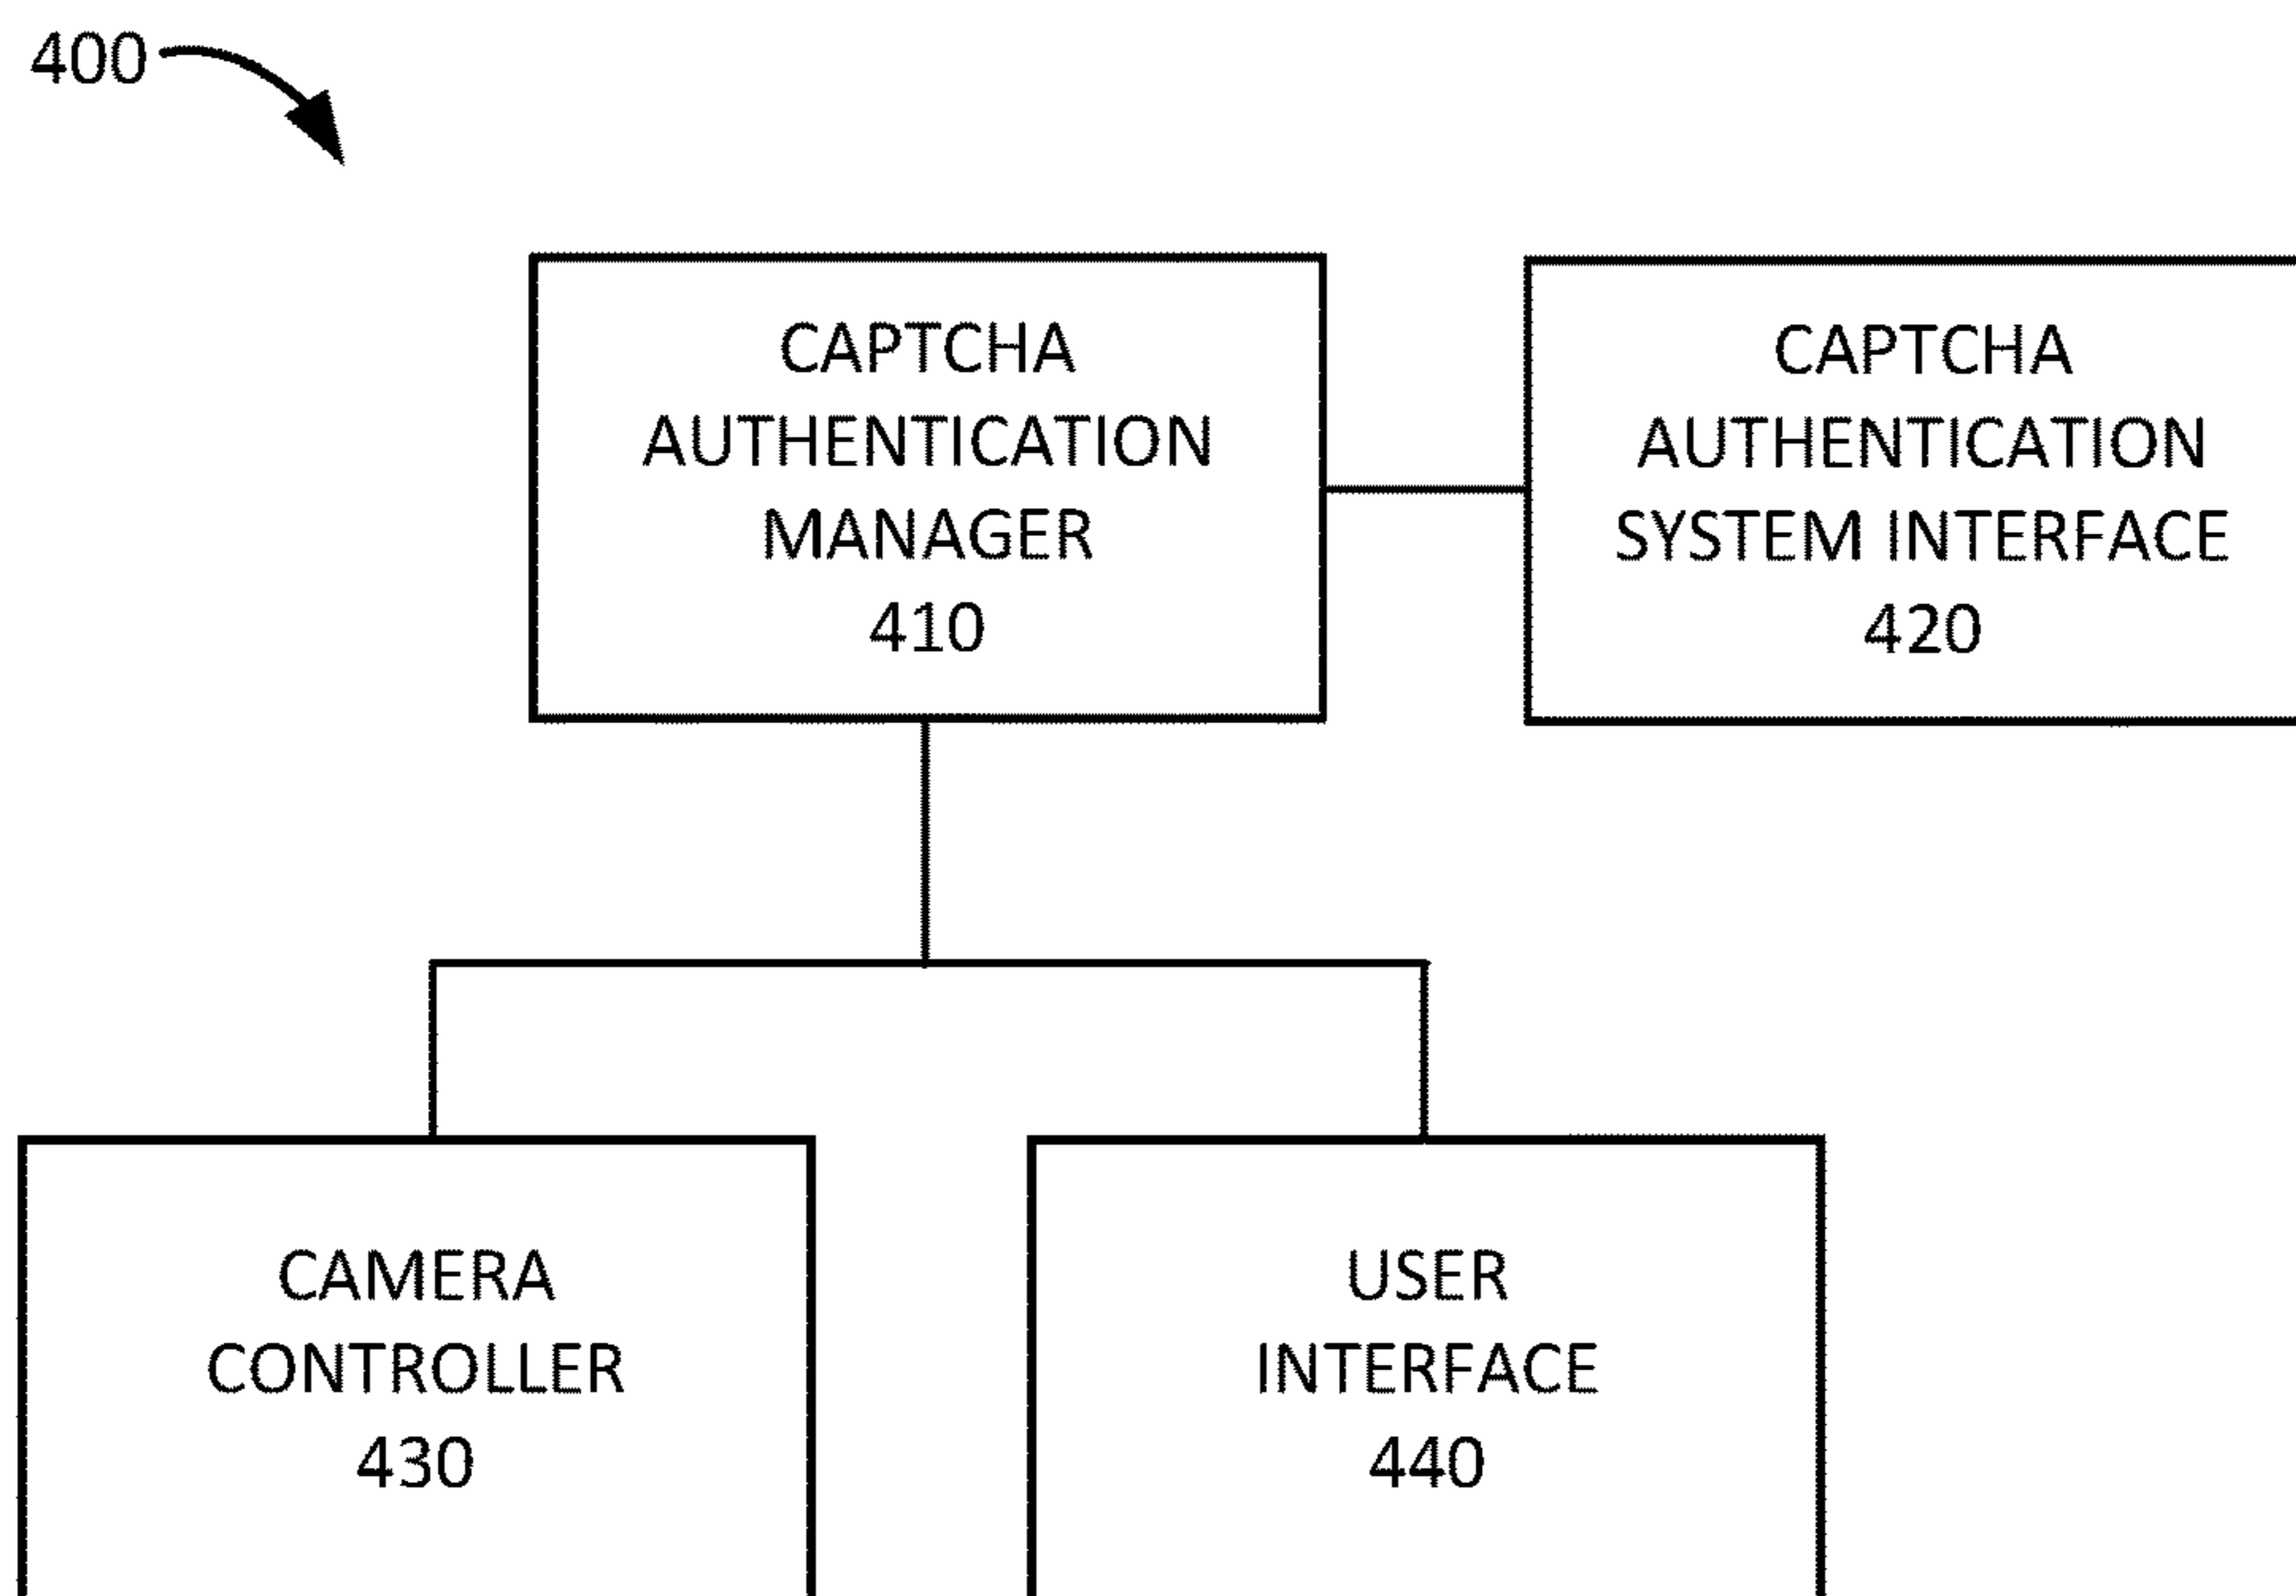 400
CAPTCHA
AUTHENTICATION
MANAGER
410
CAPTCHA
AUTHENTICATION
SYSTEM INTERFACE
420
CAMERA
CONTROLLER
430
USER
INTERFACE
440